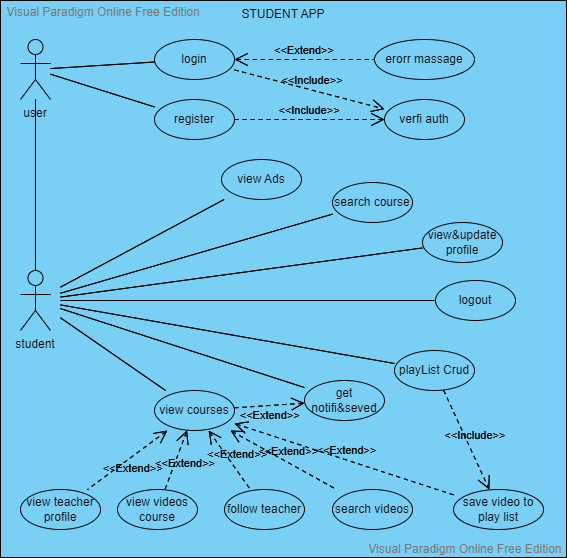 Visual Paradigm Online Free Edition
STUDENT APP
login
<<Extend>>
erorr massage
<<Include>>
user
register
<<Include>>
verfi auth
view Ads
search course
view&update
profile
logout
student
playList Crud
view courses
<<Extend>>
get
notifi&seved
<<Include>>
<<Extend>>
<<Extend>>
<<Extend>>
<<Extend>>
<<Extend>>
view teacher
profile
view videos
course
follow teacher
search videos
save video to
play list
Visual Paradigm Online Free Edition